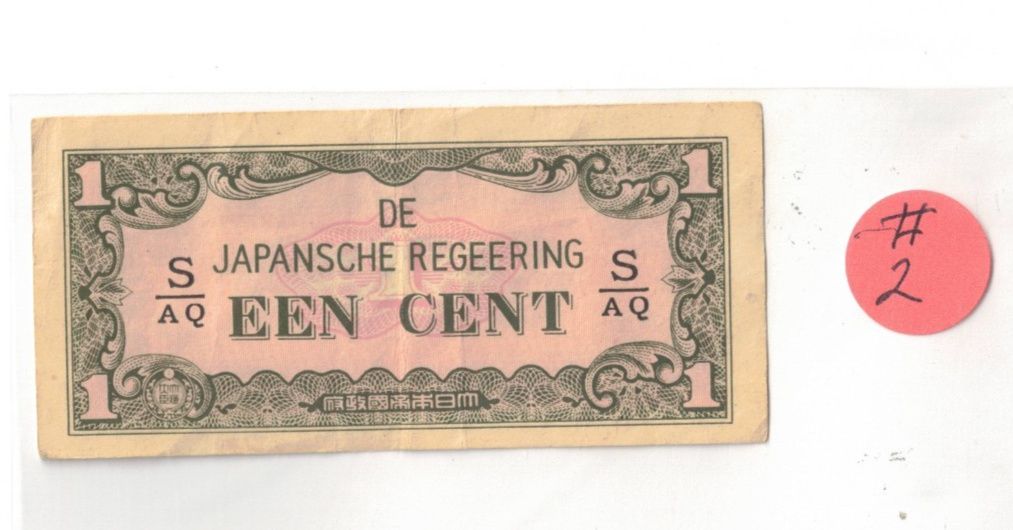 1 1
DE
JAPANSCHE REGEERING
S
AQ
EEN CENT
S
AQ
1 1
大日本帝國政府
#
2